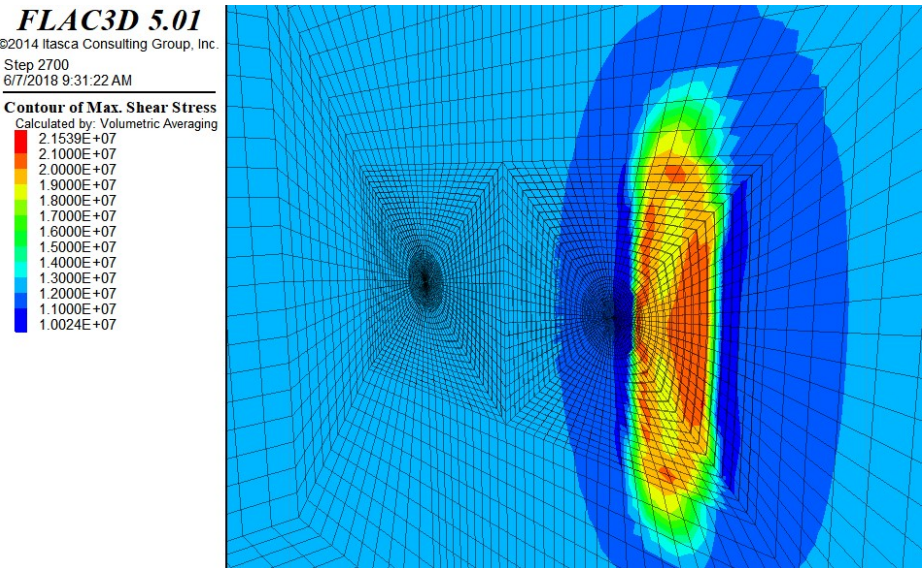 FLAC3D 5.01
©2014 Itasca Consulting Group, Inc.
Step 2700
6/7/2018 9:31:22 AM
Contour of Max. Shear Stress
Calculated by: Volumetric Averaging
2.1539E+07
2.1000E+07
2.0000E+07
1.9000E+07
1.8000E+07
1.7000E+07
1.6000E+07
1.5000E+07
1.4000E+07
1.3000E+07
1.2000E+07
1.1000E+07
1.0024E+07